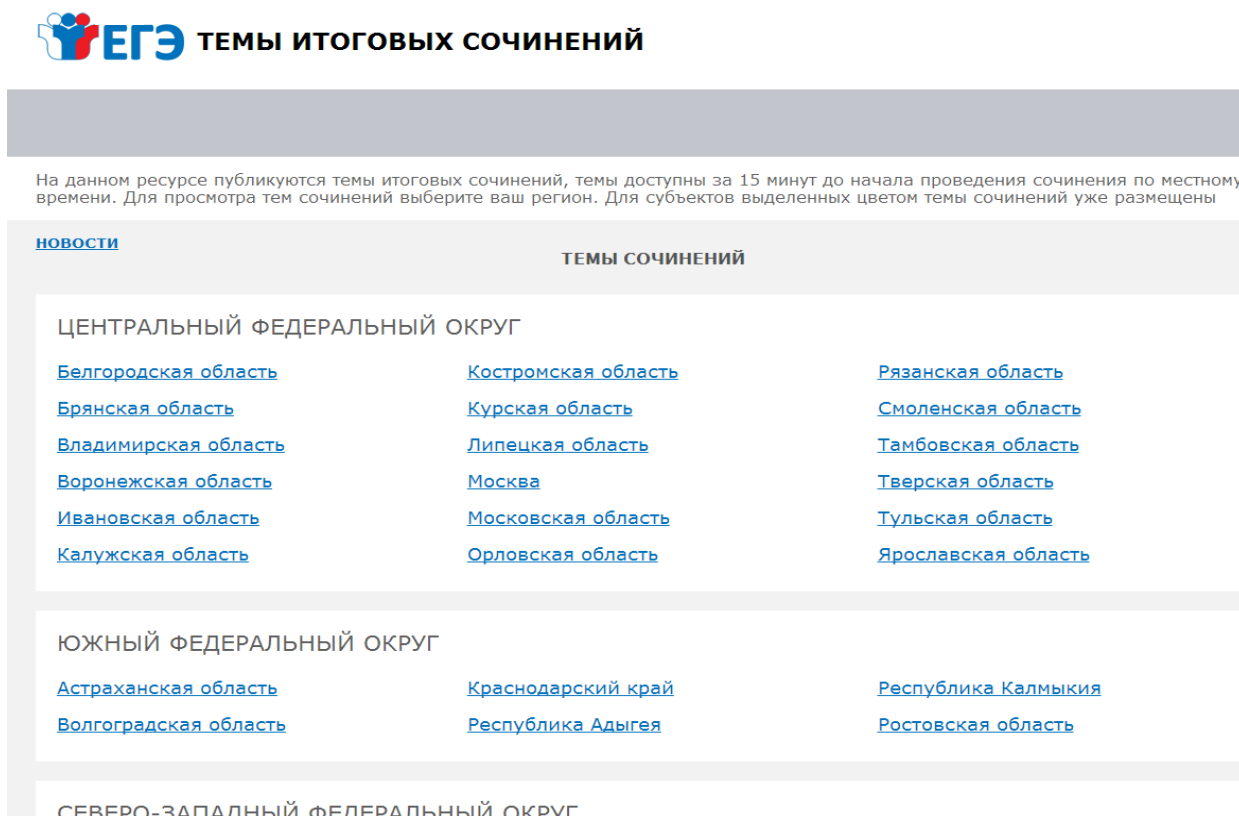 ЕГЭ ТЕМЫ ИТОГОВЫХ СОЧИНЕНИЙ
На данном ресурсе публикуются темы итоговых сочинений, темы доступны за 15 минут до начала проведения сочинения по местному
времени. Для просмотра тем сочинений выберите ваш регион. Для субъектов выделенных цветом темы сочинений уже размещены
НОВОСТИ
ТЕМЫ СОЧИНЕНИЙ
ЦЕНТРАЛЬНЫЙ ФЕДЕРАЛЬНЫЙ ОКРУГ
Белгородская область Костромская область Рязанская область
Брянская область Курская область Смоленская область
Владимирская область Липецкая область Тамбовская область
Воронежская область Москва Тверская область
Ивановская область Московская область Тульская область
Калужская область Орловская область Ярославская область
ЮЖНЫЙ ФЕДЕРАЛЬНЫЙ ОКРУГ
Астраханская область Краснодарский край Республика Калмыкия
Волгоградская область Республика Адыгея Ростовская область
СЕВЕРО-ЗАПАДНЫЙ ФЕДЕРАЛЬНЫЙ ОКРУГ